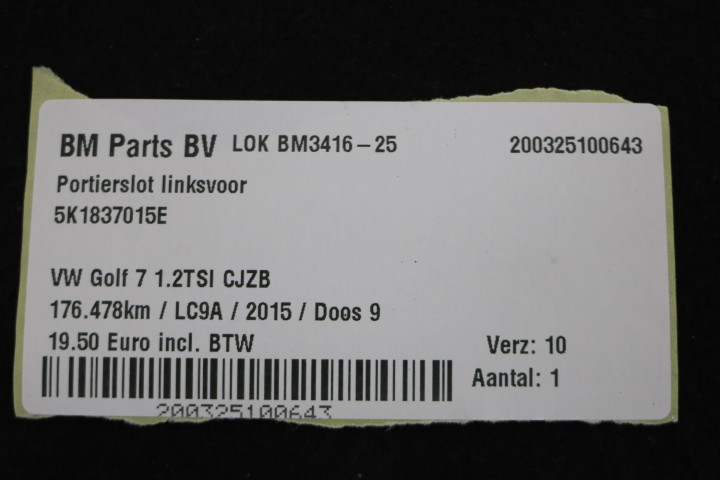 BM Parts BV LOK BM3416-25 200325100643
Portierslot linksvoor
5K1837015E
VW Golf 7 1.2TSI CJZB
176.478km / LC9A / 2015 / Doos 9
19.50 Euro incl. BTW Verz: 10
Aantal: 1
200325100643